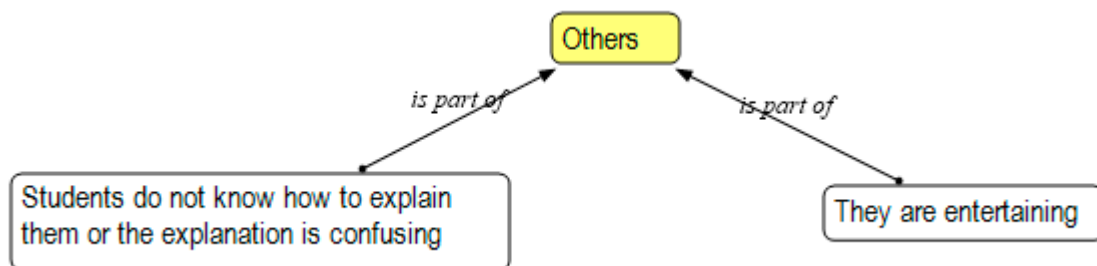 Others
is part of
is part of
Students do not know how to explain
them or the explanation is confusing
They are entertaining